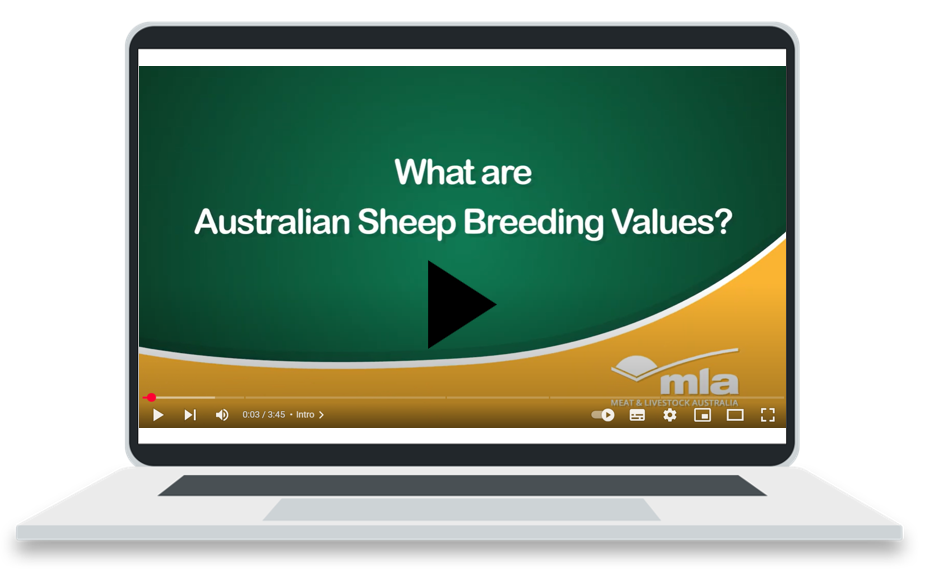 What are
Australian Sheep Breeding Values?
mla
MEAT & LIVESTOCK AUSTRALIA
0:03 / 3:45 • Intro >